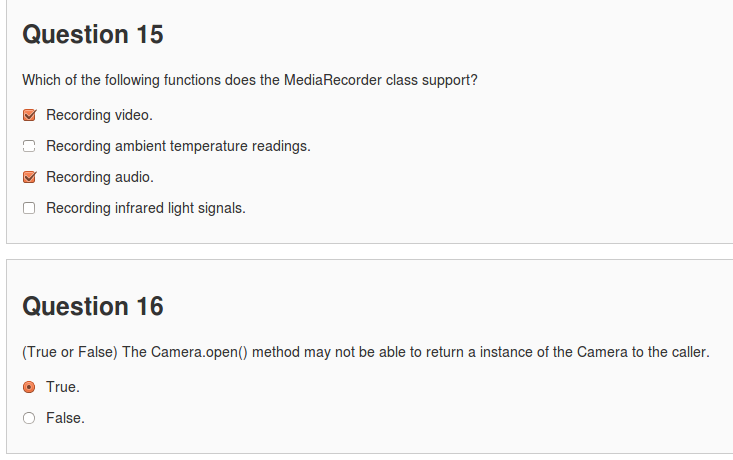 Question 15
Which of the following functions does the MediaRecorder class support?
Recording video.
Recording ambient temperature readings.
Recording audio.
Recording infrared light signals.
Question 16
(True or False) The Camera.open() method may not be able to return a instance of the Camera to the caller.
True.
False.